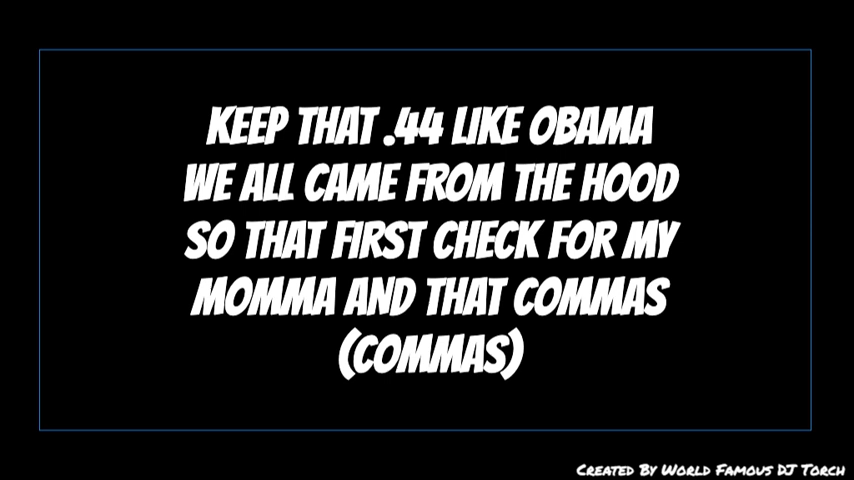 KEEP THAT .44 LIKE OBAMA
WE ALL CAME FROM THE HOOD
SO THAT FIRST CHECK FOR MY
MOMMA AND THAT COMMAS
(COMMAS)
CREATED BY WORLD FAMOUS DJ TORCH